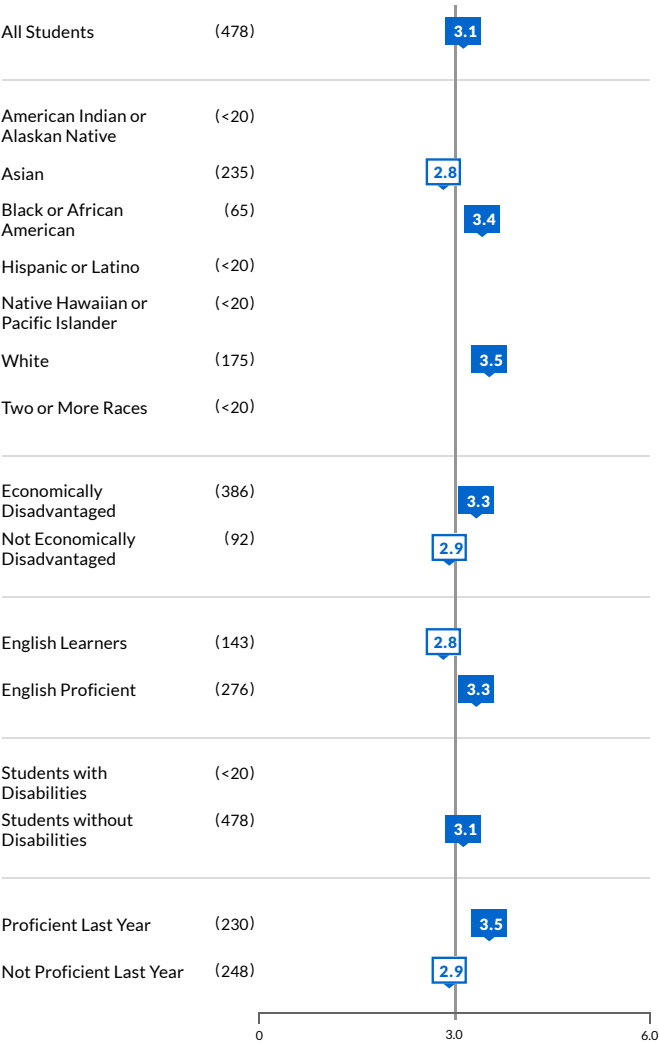 All Students (478) 3.1
American Indian or (<20)
Alaskan Native
Asian (235) 2.8
Black or African (65) 3.4
American
Hispanic or Latino (<20)
Native Hawaiian or (<20)
Pacific Islander
White (175) 3.5
Two or More Races (<20)
Economically (386) 3.3
Disadvantaged
Not Economically (92) 2.9
Disadvantaged
English Learners (143) 2.8
English Proficient (276) 3.3
Students with (<20)
Disabilities
Students without (478) 3.1
Disabilities
Proficient Last Year (230) 3.5
Not Proficient Last Year (248) 2.9
0 3.0 6.0